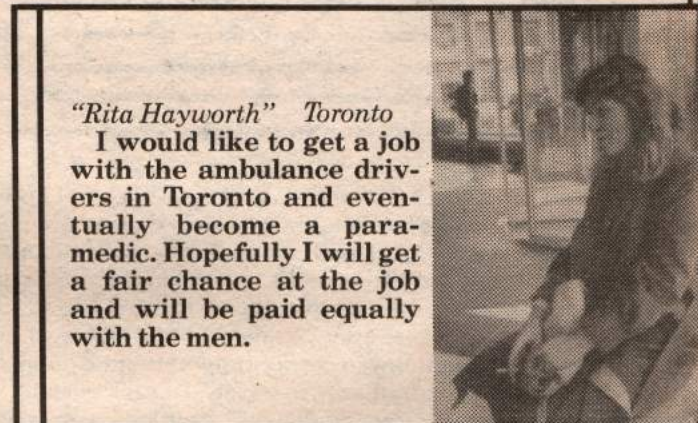 “Rita Hayworth” Toronto
I would like to get a job
with the ambulance driv-
ers in Toronto and even-
tually become a para-
medic. Hopefully I will get
a fair chance at the job
and will be paid equally
with the men.